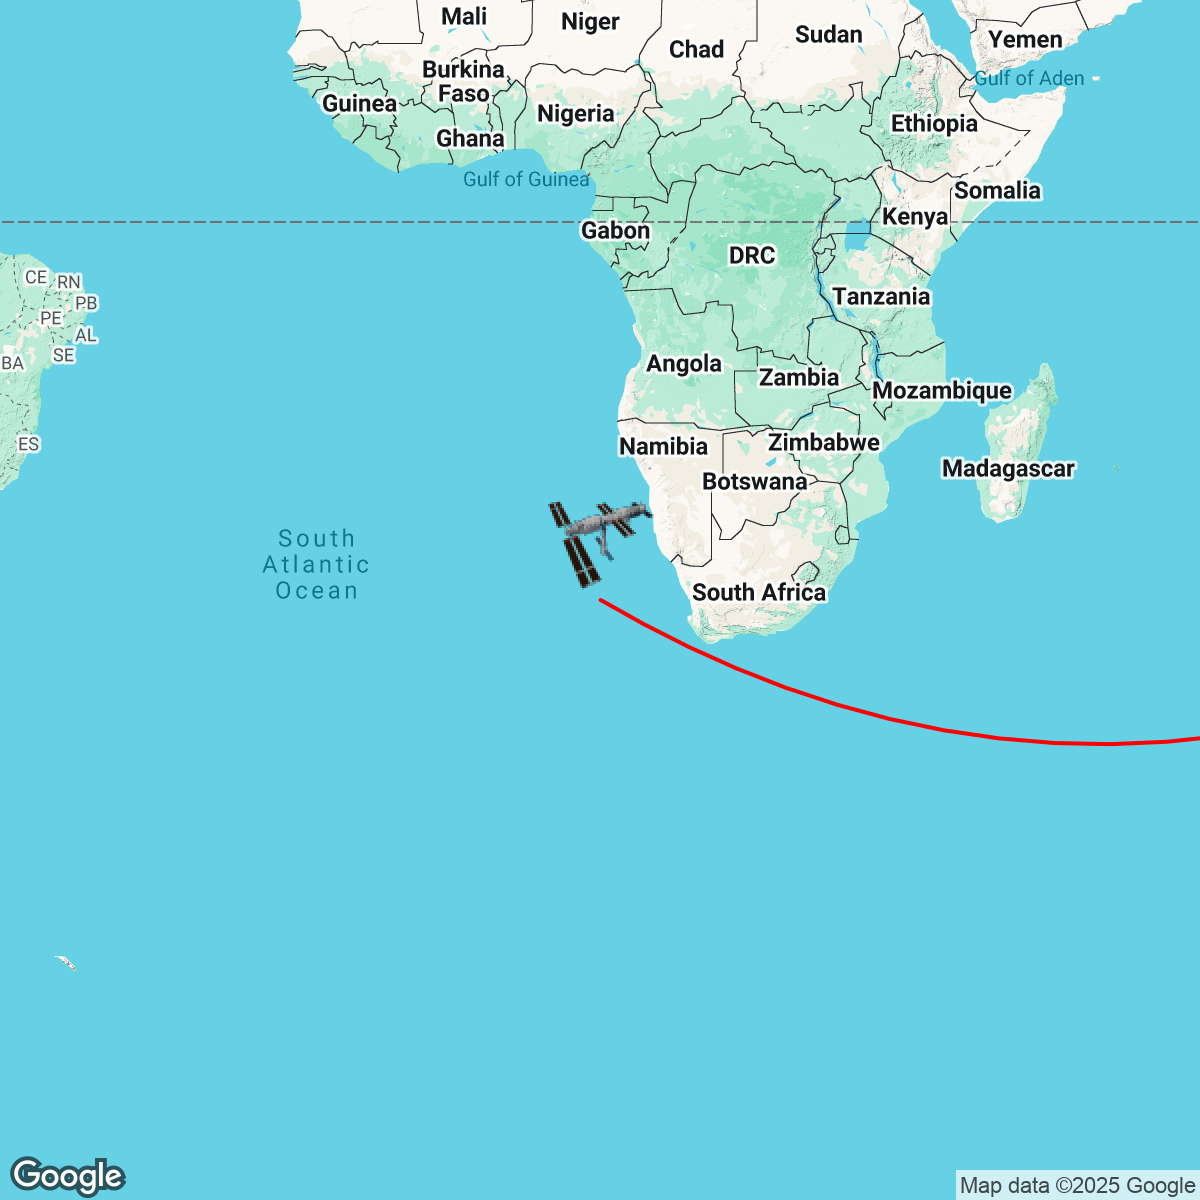 Mali
Niger
Chad
Sudan
Yemen
Gulf of Aden
Burkina
Faso
Guinea
Nigeria
Ghana
Ethiopia
Gulf of Guinea
Somalia
Kenya
Gabon
DRC
CE
RN
PB
PE
AL
SE
BA
ES
Tanzania
Angola
Zambia
Mozambique
Namibia
Zimbabwe
Botswana
Madagascar
South
Atlantic
Ocean
South Africa
Google
Map data ©2025 Google